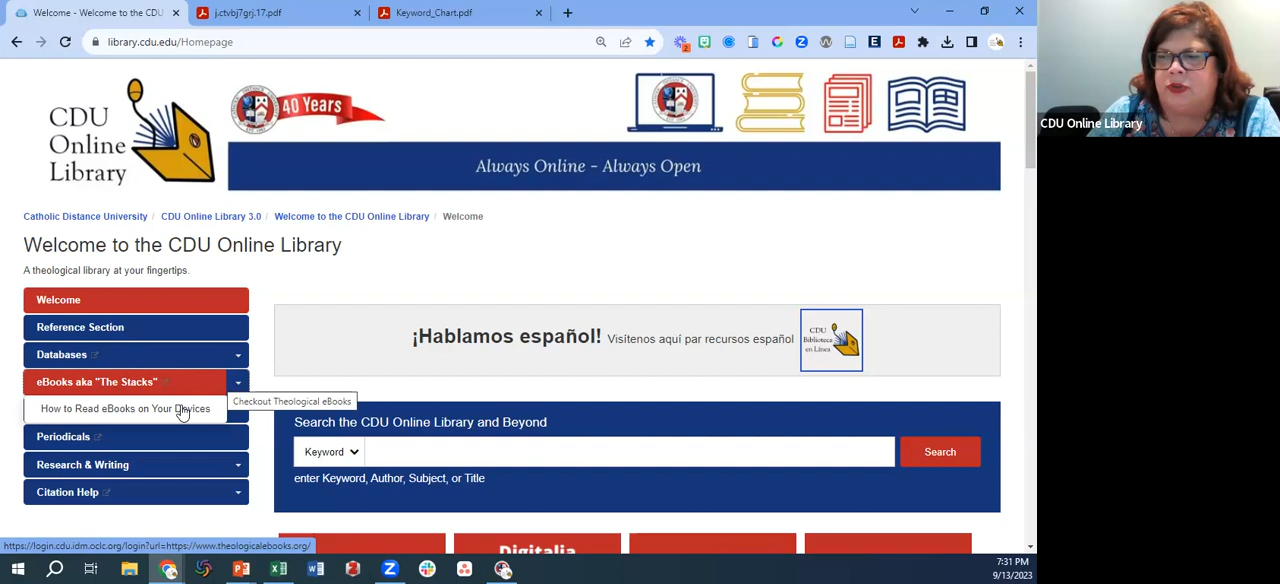 Welcome - Welcome to the CDU
j.ctvbj7grj.17.pdf
Keyword_Chart.pdf
library.cdu.edu/Homepage
CDU Online Library
CDU
Online
Library
40 Years
Always Online - Always Open
Catholic Distance University / CDU Online Library 3.0 / Welcome to the CDU Online Library / Welcome
Welcome to the CDU Online Library
A theological library at your fingertips.
Welcome
Reference Section
Databases
eBooks aka "The Stacks"
Checkout Theological eBooks
How to Read eBooks on Your Devices
Periodicals
Research & Writing
Citation Help
¡Hablamos español! Visítenos aquí par recursos español
CDU
Biblioteca
en Línea
Search the CDU Online Library and Beyond
Keyword
Search
enter Keyword, Author, Subject, or Title
Digitalia
https://login.cdu.idm.oclc.org/login?url=https://www.theologicalebooks.org/
7:31 PM
9/13/2023